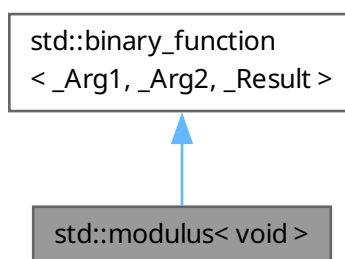 std::binary_function
< _Arg1, _Arg2, _Result >
std::modulus< void >